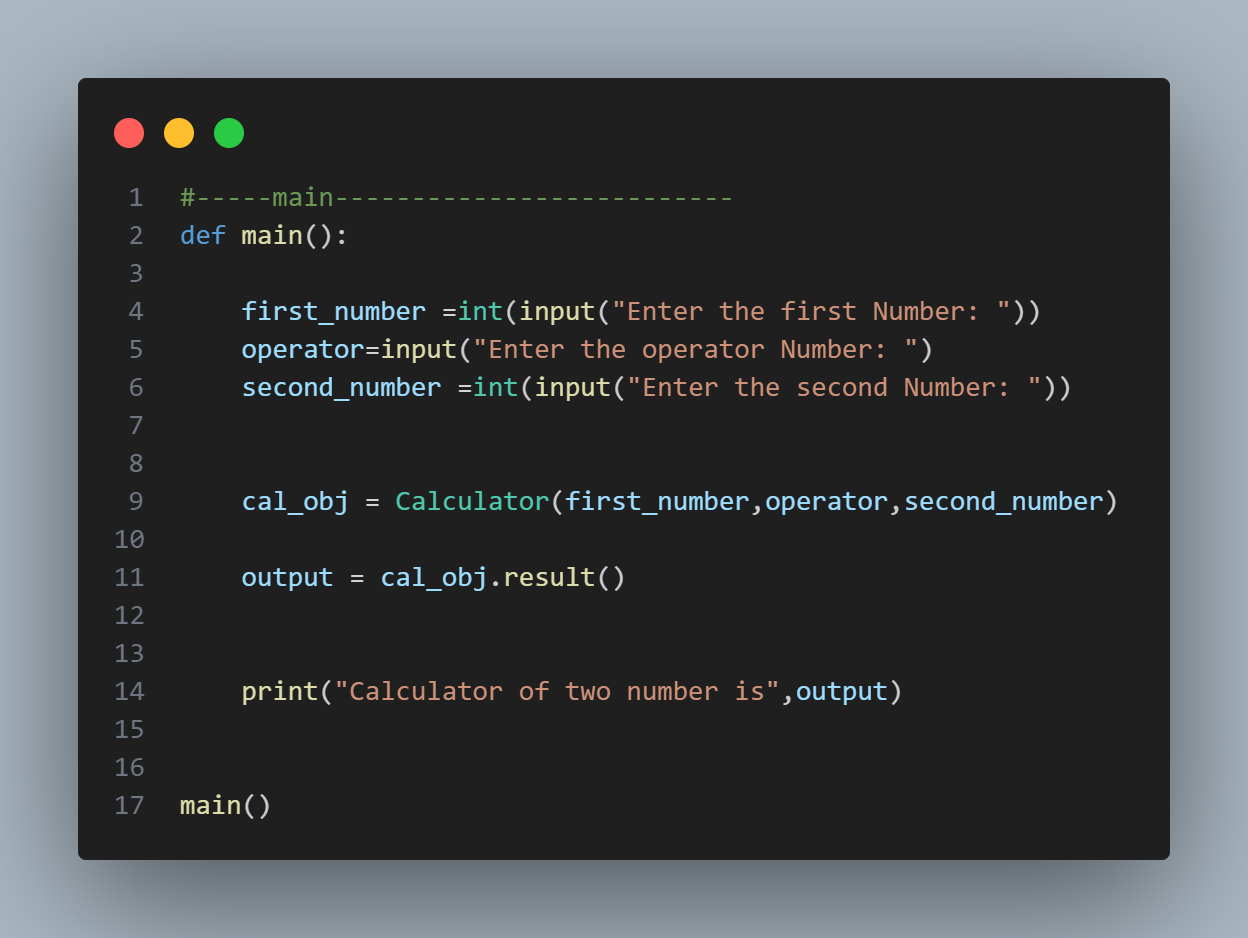 1 #-----main--------------------------
2 def main():
3
4     first_number =int(input("Enter the first Number: "))
5     operator=input("Enter the operator Number: ")
6     second_number =int(input("Enter the second Number: "))
7
8
9     cal_obj = Calculator(first_number,operator,second_number)
10
11     output = cal_obj.result()
12
13
14     print("Calculator of two number is",output)
15
16
17 main()